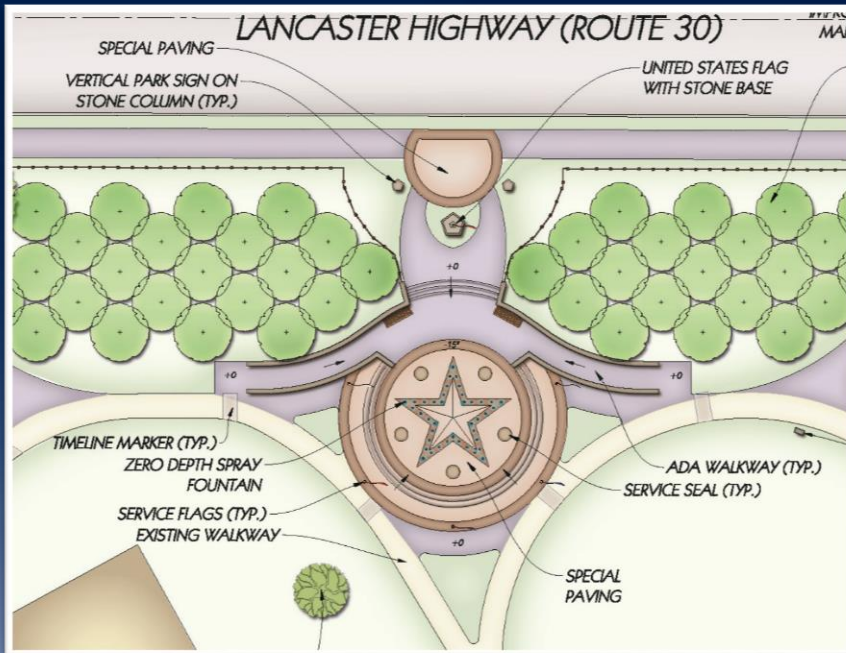 LANCASTER HIGHWAY (ROUTE 30)
SPECIAL PAVING
VERTICAL PARK SIGN ON
STONE COLUMN (TYP.)
UNITED STATES FLAG
WITH STONE BASE
+0
-15"
+0
+0
TIMELINE MARKER (TYP.)
ZERO DEPTH SPRAY
FOUNTAIN
ADA WALKWAY (TYP.)
SERVICE SEAL (TYP.)
SERVICE FLAGS (TYP.)
EXISTING WALKWAY
+0
SPECIAL
PAVING